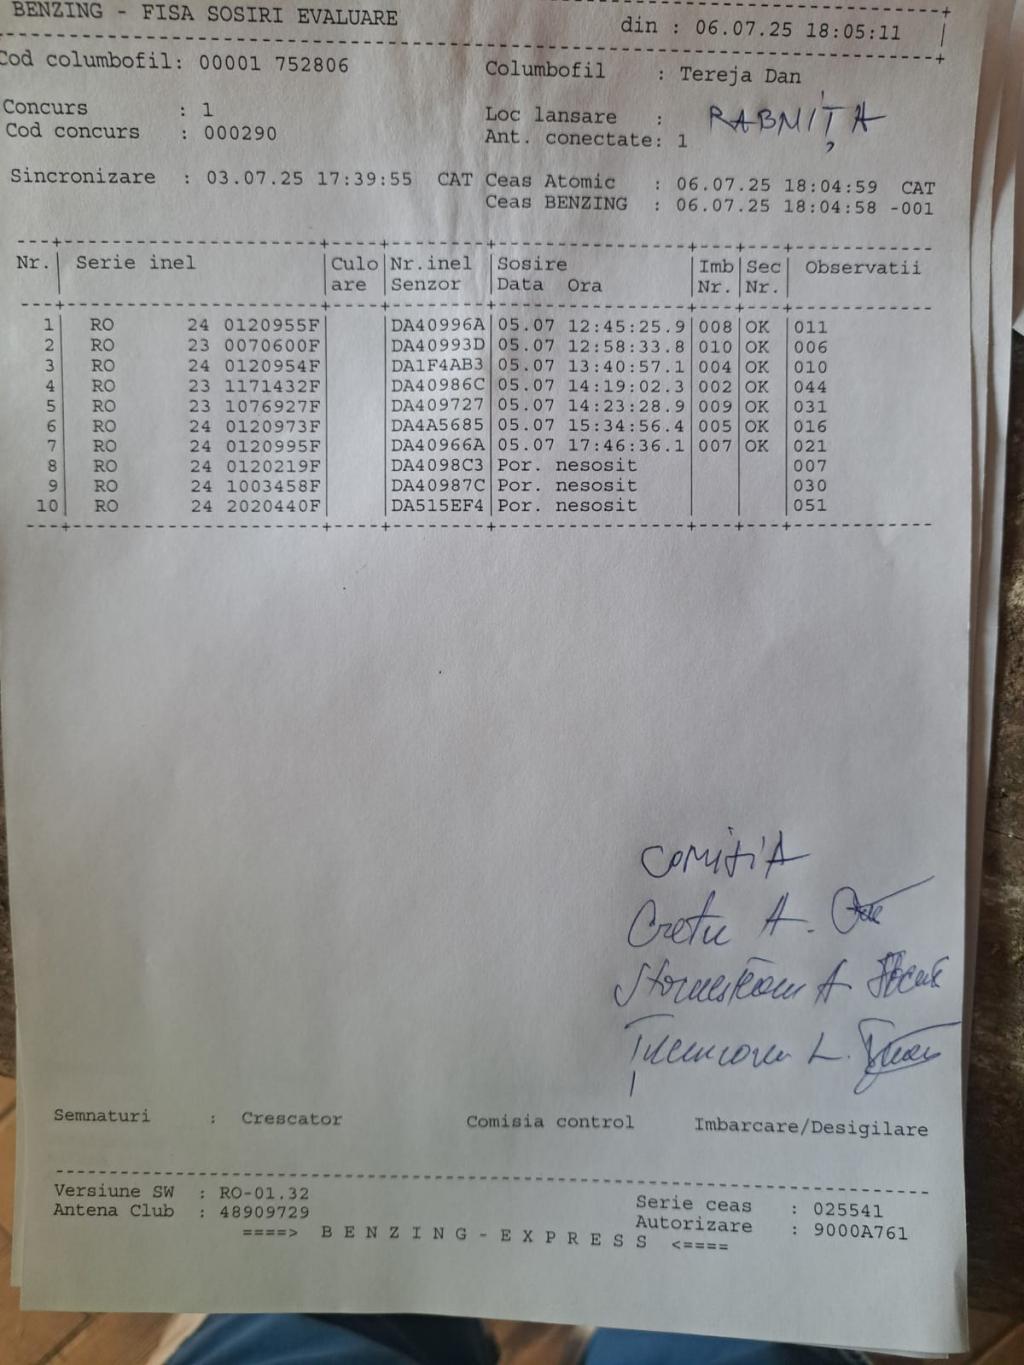 BENZING - FISA SOSIRI EVALUARE din : 06.07.25 18:05:11
Cod columbofil: 00001 752806 Columbofil : Tereja Dan
Concurs : 1 Loc lansare : RABNIȚA
Cod concurs : 000290 Ant. conectate: 1
Sincronizare : 03.07.25 17:39:55 CAT Ceas Atomic : 06.07.25 18:04:59 CAT
Ceas BENZING : 06.07.25 18:04:58 -001
Nr. Serie inel Culo Nr.inel Sosire Imb Sec Observatii
are Senzor Data Ora Nr. Nr.
1 RO 24 0120955F DA40996A 05.07 12:45:25.9 008 OK 011
2 RO 23 0070600F DA40993D 05.07 12:58:33.8 010 OK 006
3 RO 24 0120954F DA1F4AB3 05.07 13:40:57.1 004 OK 010
4 RO 23 1171432F DA40986C 05.07 14:19:02.3 002 OK 044
5 RO 23 1076927F DA409727 05.07 14:23:28.9 009 OK 031
6 RO 24 0120973F DA4A5685 05.07 15:34:56.4 005 OK 016
7 RO 24 0120995F DA40966A 05.07 17:46:36.1 007 OK 021
8 RO 24 0120219F DA4098C3 Por. nesosit 007
9 RO 24 1003458F DA40987C Por. nesosit 030
10 RO 24 2020440F DA515EF4 Por. nesosit 051
COMISIA
Cretu A.
A
L.
Semnaturi : Crescator Comisia control Imbarcare/Desigilare
Versiune SW : RO-01.32 Serie ceas : 025541
Antena Club : 48909729 Autorizare : 9000A761
====> B E N Z I N G - E X P R E S S <====